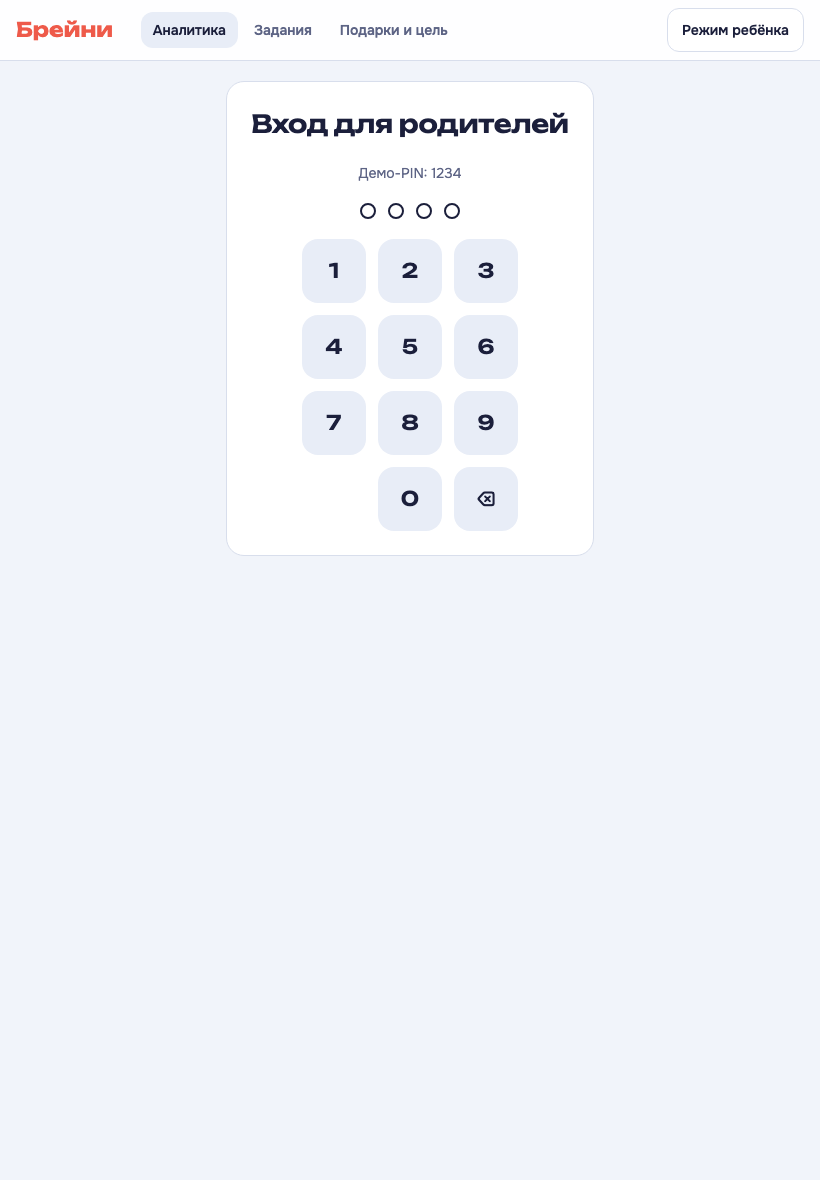 Брейни
Аналитика
Задания
Подарки и цель
Режим ребёнка
Вход для родителей
Демо-PIN: 1234
1 2 3
4 5 6
7 8 9
0